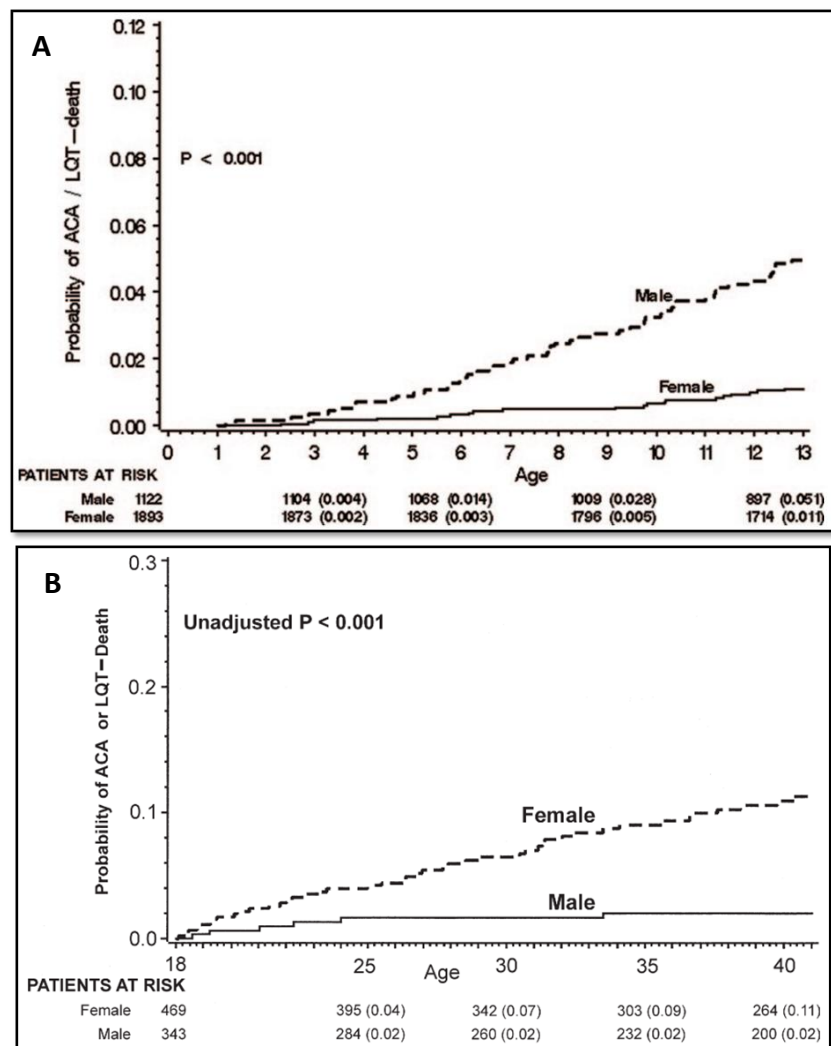 A
0.12
0.10
0.08
0.06
0.04
0.02
0.00
Probability of ACA / LQT-death
P < 0.001
Male
Female
0 1 2 3 4 5 6 7 8 9 10 11 12 13
Age
PATIENTS AT RISK
Male 1122 1104 (0.004) 1068 (0.014) 1009 (0.028) 897 (0.051)
Female 1893 1873 (0.002) 1836 (0.003) 1796 (0.005) 1714 (0.011)
B
0.3
0.2
0.1
0.0
Probability of ACA or LQT-Death
Unadjusted P < 0.001
Female
Male
18 25 30 35 40
Age
PATIENTS AT RISK
Female 469 395 (0.04) 342 (0.07) 303 (0.09) 264 (0.11)
Male 343 284 (0.02) 260 (0.02) 232 (0.02) 200 (0.02)